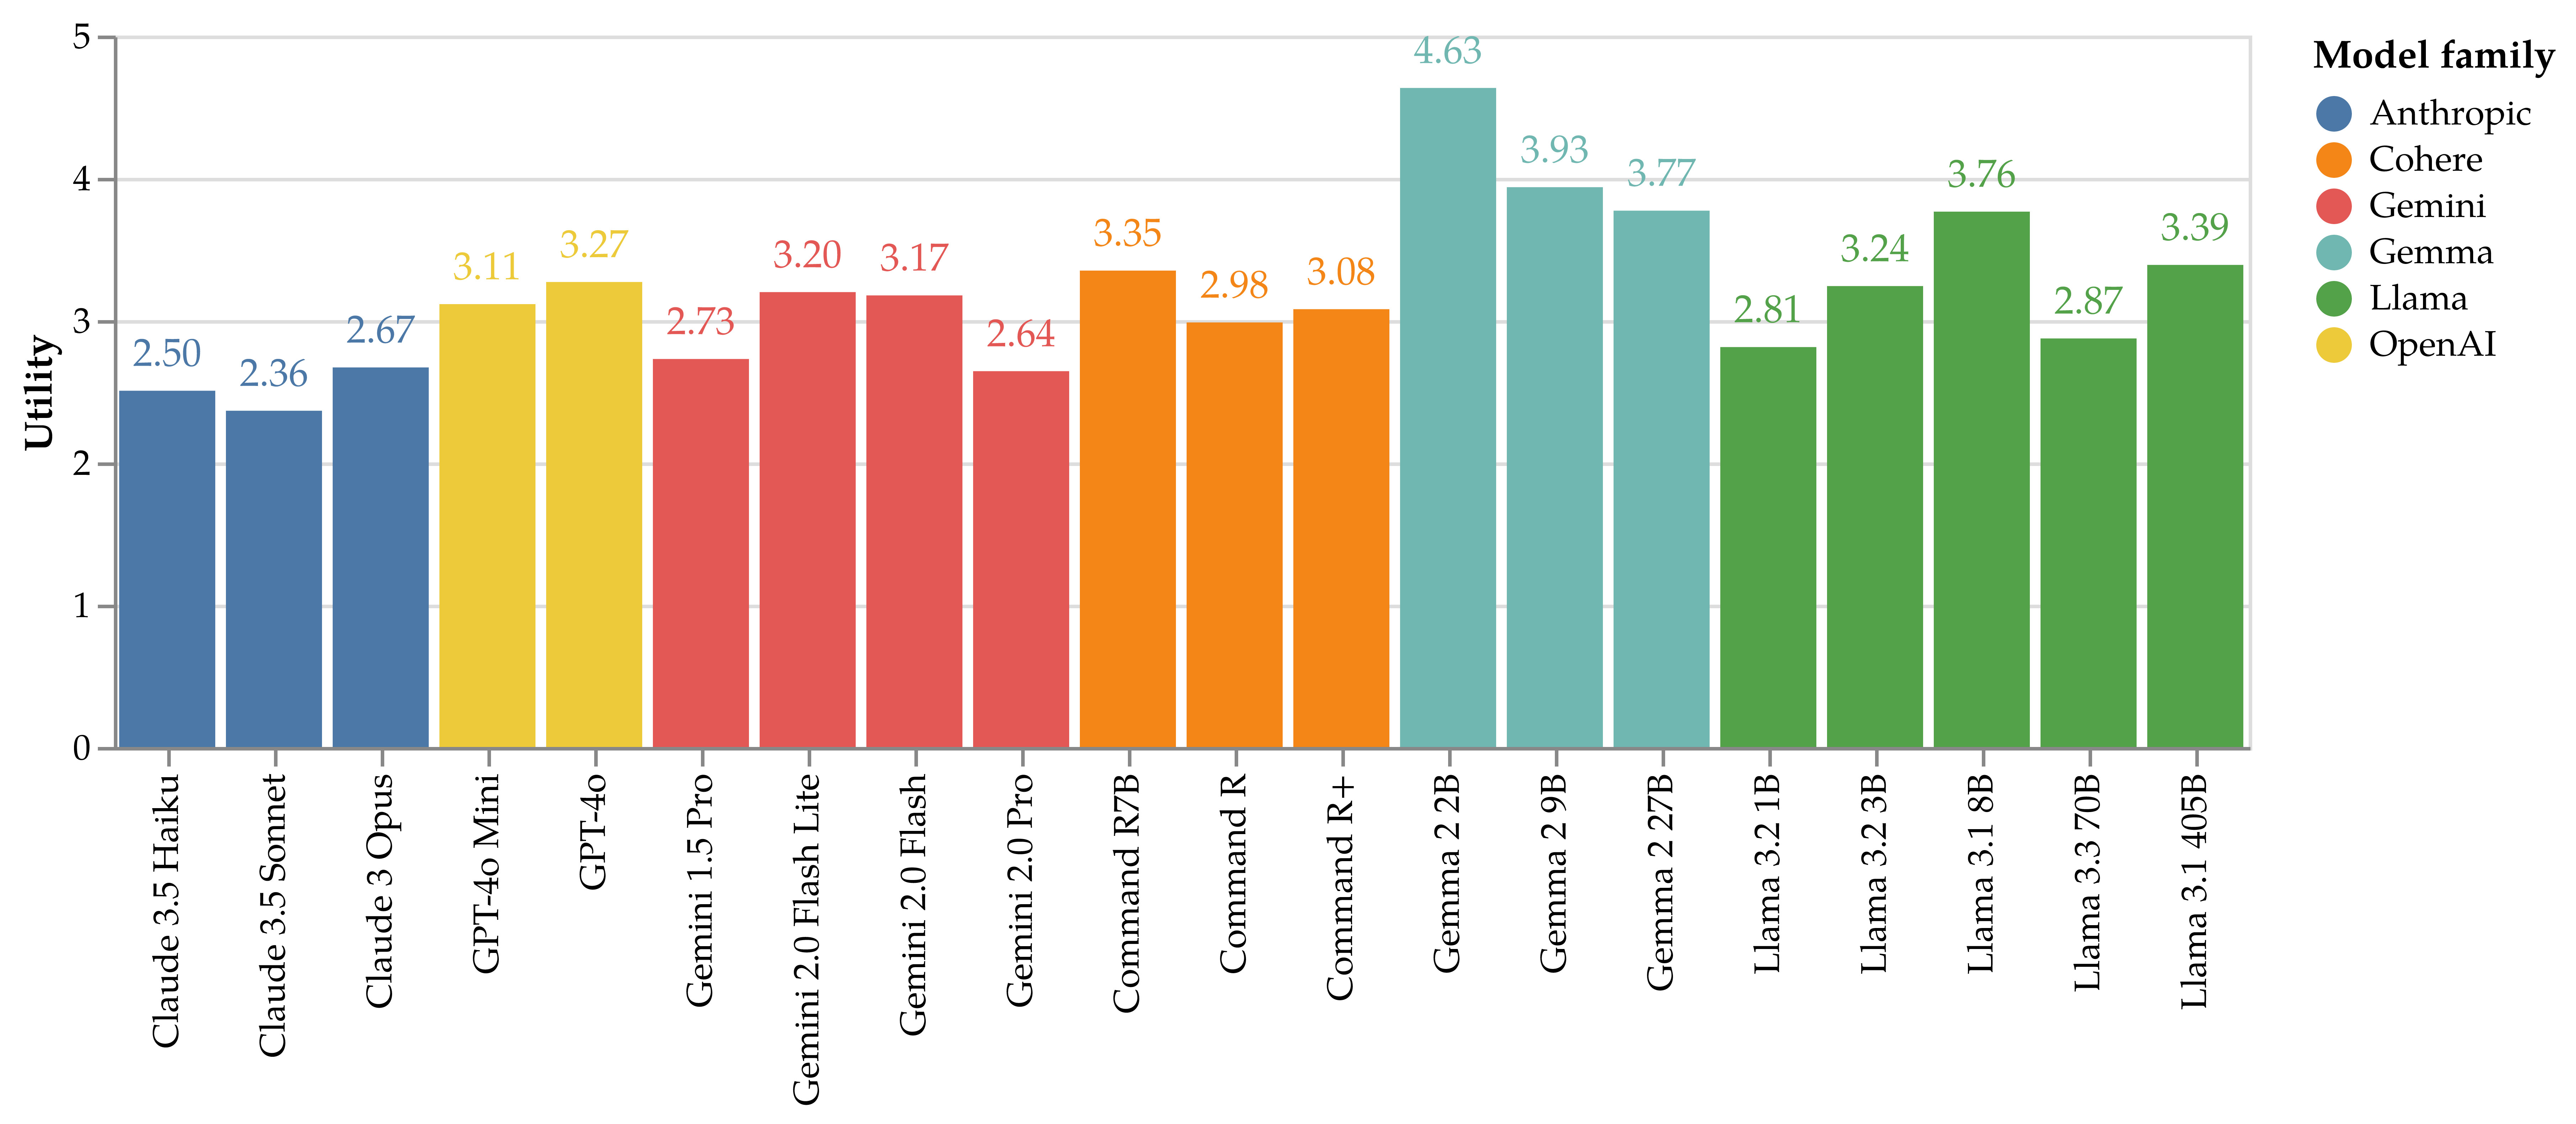 5
4
3
2
1
0
Utility
2.50
2.36
2.67
3.11
3.27
2.73
3.20
3.17
2.64
3.35
2.98
3.08
4.63
3.93
3.77
2.81
3.24
3.76
2.87
3.39
Claude 3.5 Haiku
Claude 3.5 Sonnet
Claude 3 Opus
GPT-4o Mini
GPT-4o
Gemini 1.5 Pro
Gemini 2.0 Flash Lite
Gemini 2.0 Flash
Gemini 2.0 Pro
Command R7B
Command R
Command R+
Gemma 2 2B
Gemma 2 9B
Gemma 2 27B
Llama 3.2 1B
Llama 3.2 3B
Llama 3.1 8B
Llama 3.3 70B
Llama 3.1 405B
Model family
Anthropic
Cohere
Gemini
Gemma
Llama
OpenAI